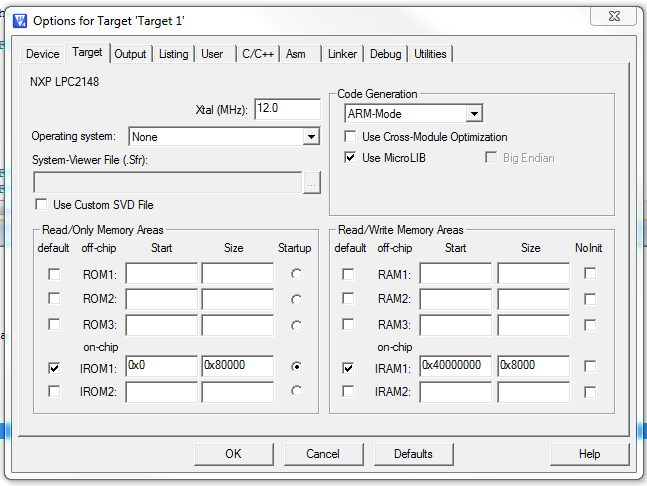 Options for Target 'Target 1'
Device Target Output Listing User C/C++ Asm Linker Debug Utilities
NXP LPC2148
Xtal (MHz): 12.0
Operating system: None
System-Viewer File (.Sfr):
...
Use Custom SVD File
Code Generation
ARM-Mode
Use Cross-Module Optimization
Use MicroLIB Big Endian
Read/Only Memory Areas
default off-chip Start Size Startup
ROM1:
ROM2:
ROM3:
on-chip
IROM1: 0x0 0x80000
IROM2:
Read/Write Memory Areas
default off-chip Start Size NoInit
RAM1:
RAM2:
RAM3:
on-chip
IRAM1: 0x40000000 0x8000
IRAM2:
OK Cancel Defaults Help